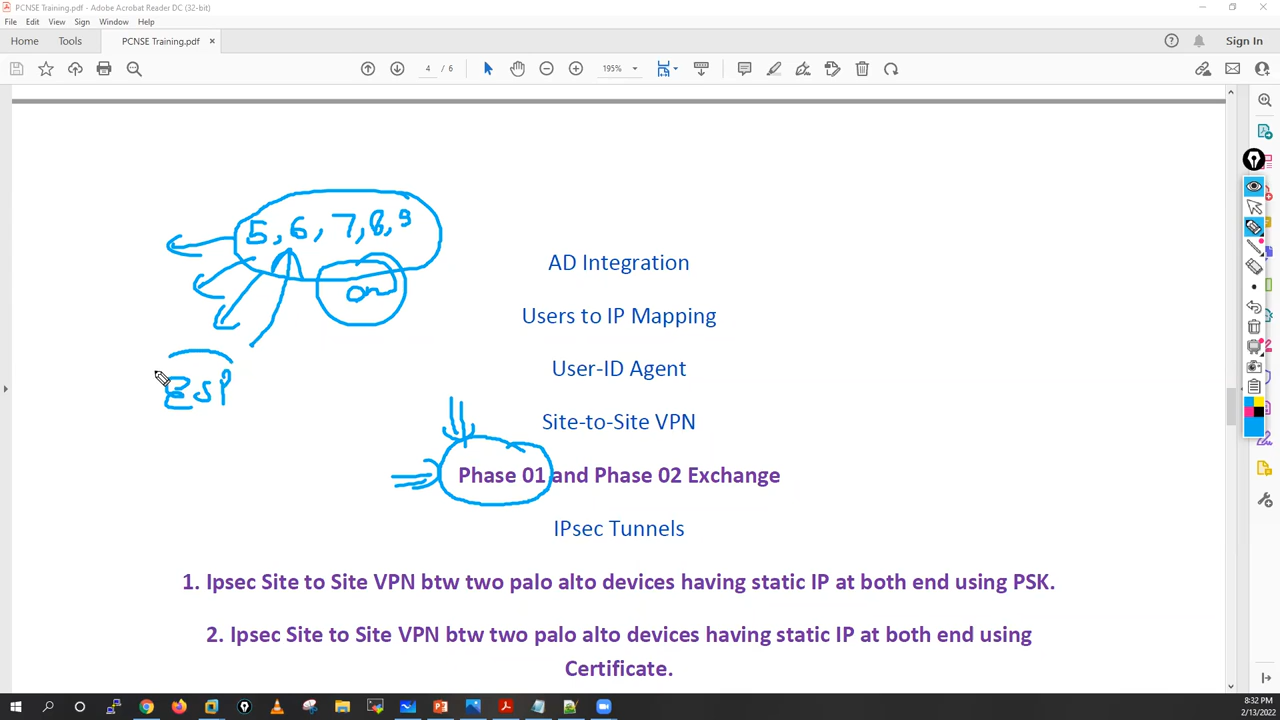 PCNSE Training.pdf - Adobe Acrobat Reader DC (32-bit)
File Edit View Sign Window Help
Home Tools PCNSE Training.pdf × Sign In
4 / 6 195%
5, 6, 7, 8, 9
on
ESP
AD Integration
Users to IP Mapping
User-ID Agent
Site-to-Site VPN
Phase 01 and Phase 02 Exchange
IPsec Tunnels
1. Ipsec Site to Site VPN btw two palo alto devices having static IP at both end using PSK.
2. Ipsec Site to Site VPN btw two palo alto devices having static IP at both end using
Certificate.
8:32 PM
2/13/2022